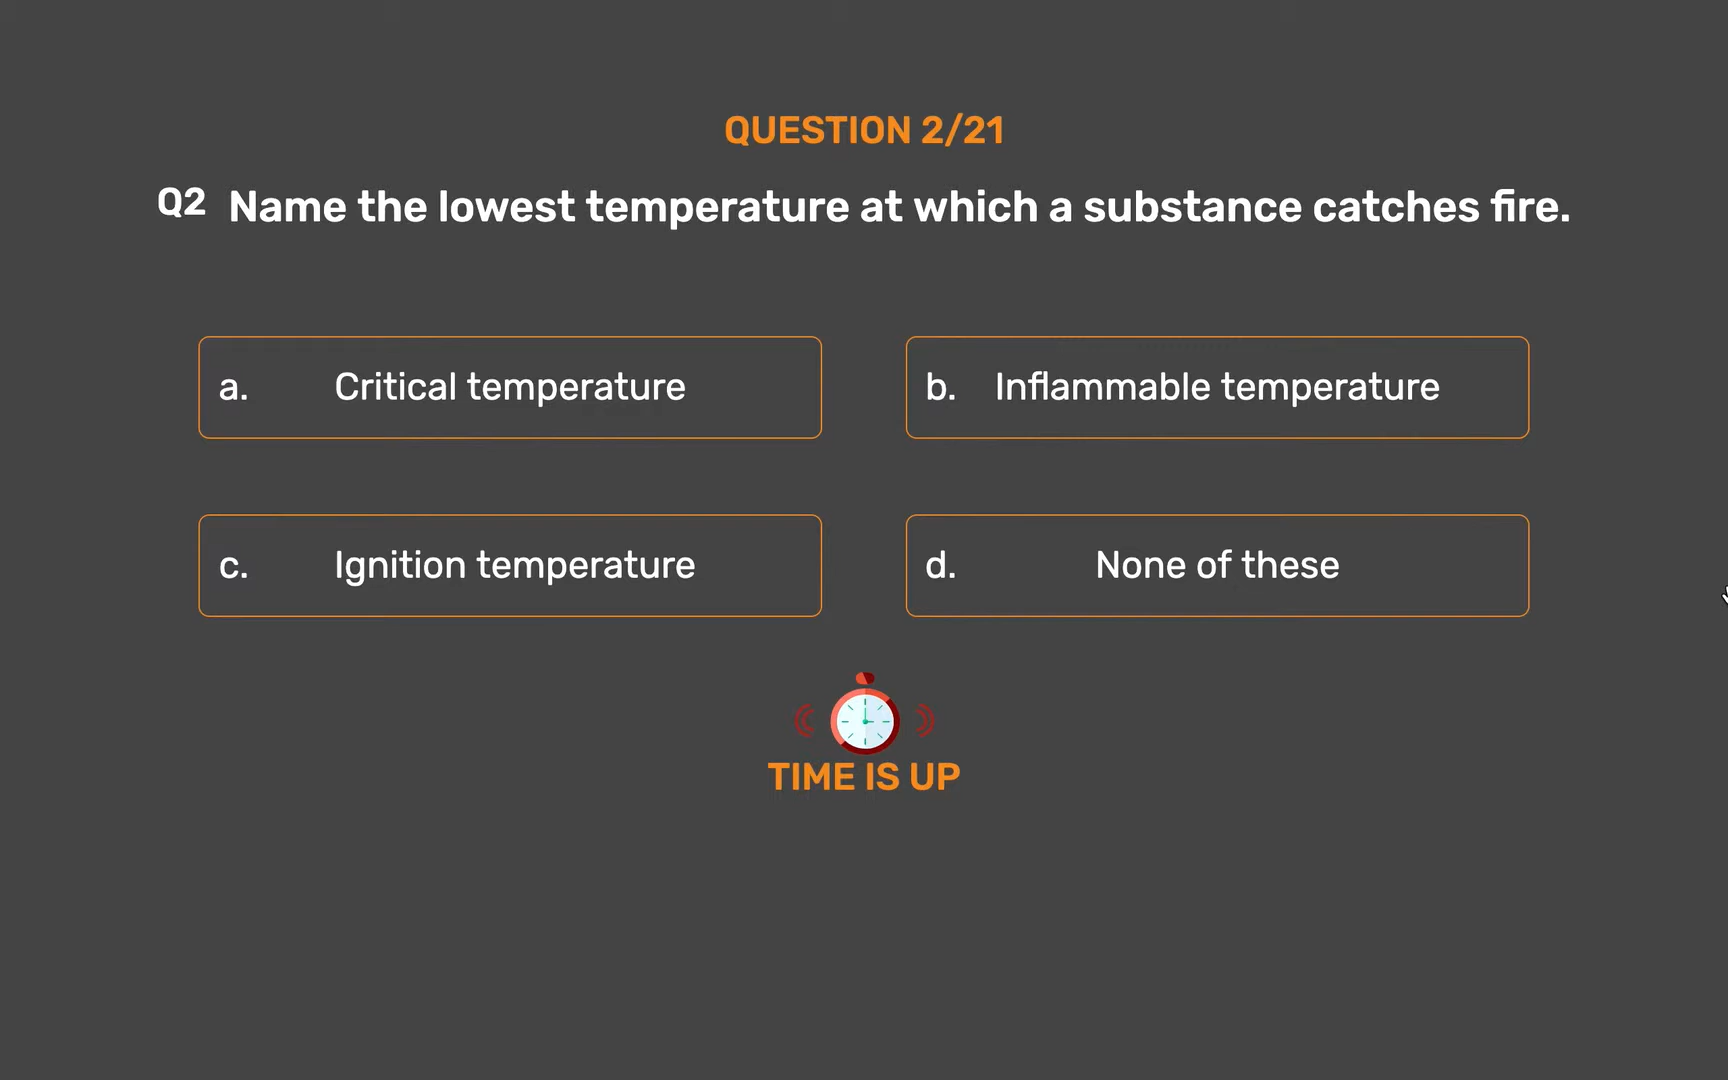 QUESTION 2/21
Q2 Name the lowest temperature at which a substance catches fire.
a. Critical temperature
b. Inflammable temperature
c. Ignition temperature
d. None of these
TIME IS UP